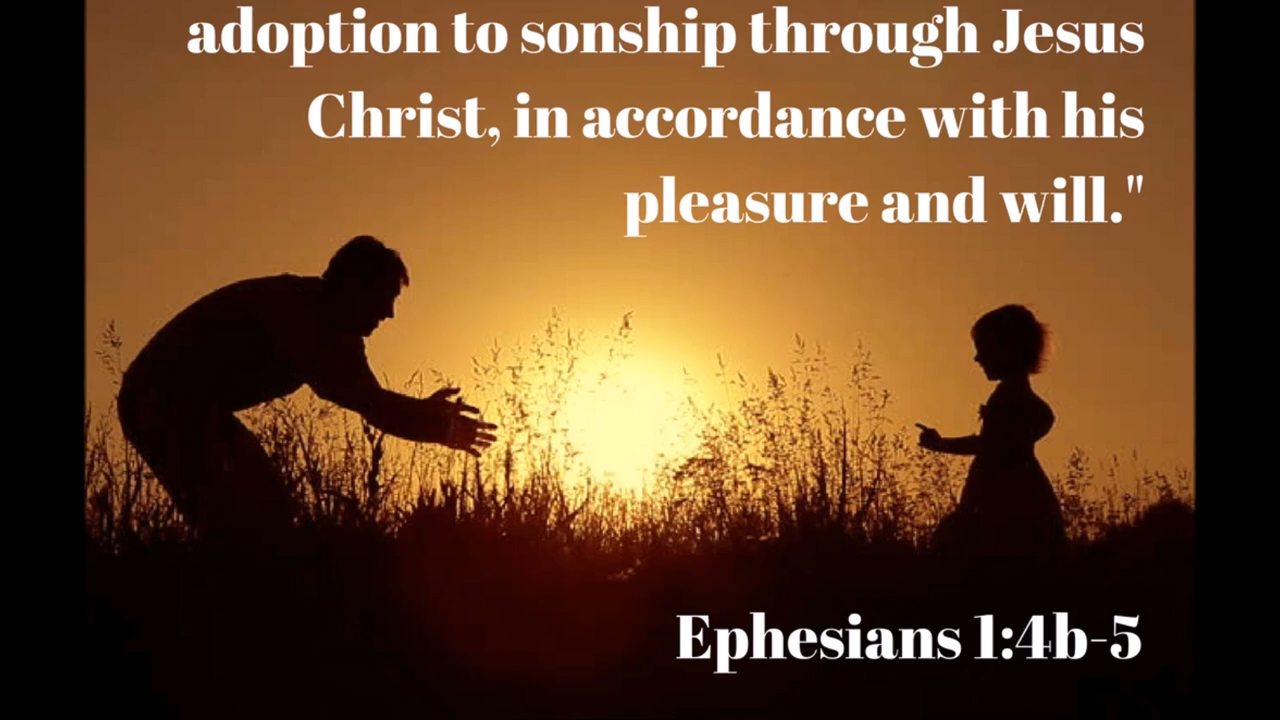 adoption to sonship through Jesus
Christ, in accordance with his
pleasure and will."
Ephesians 1:4b-5